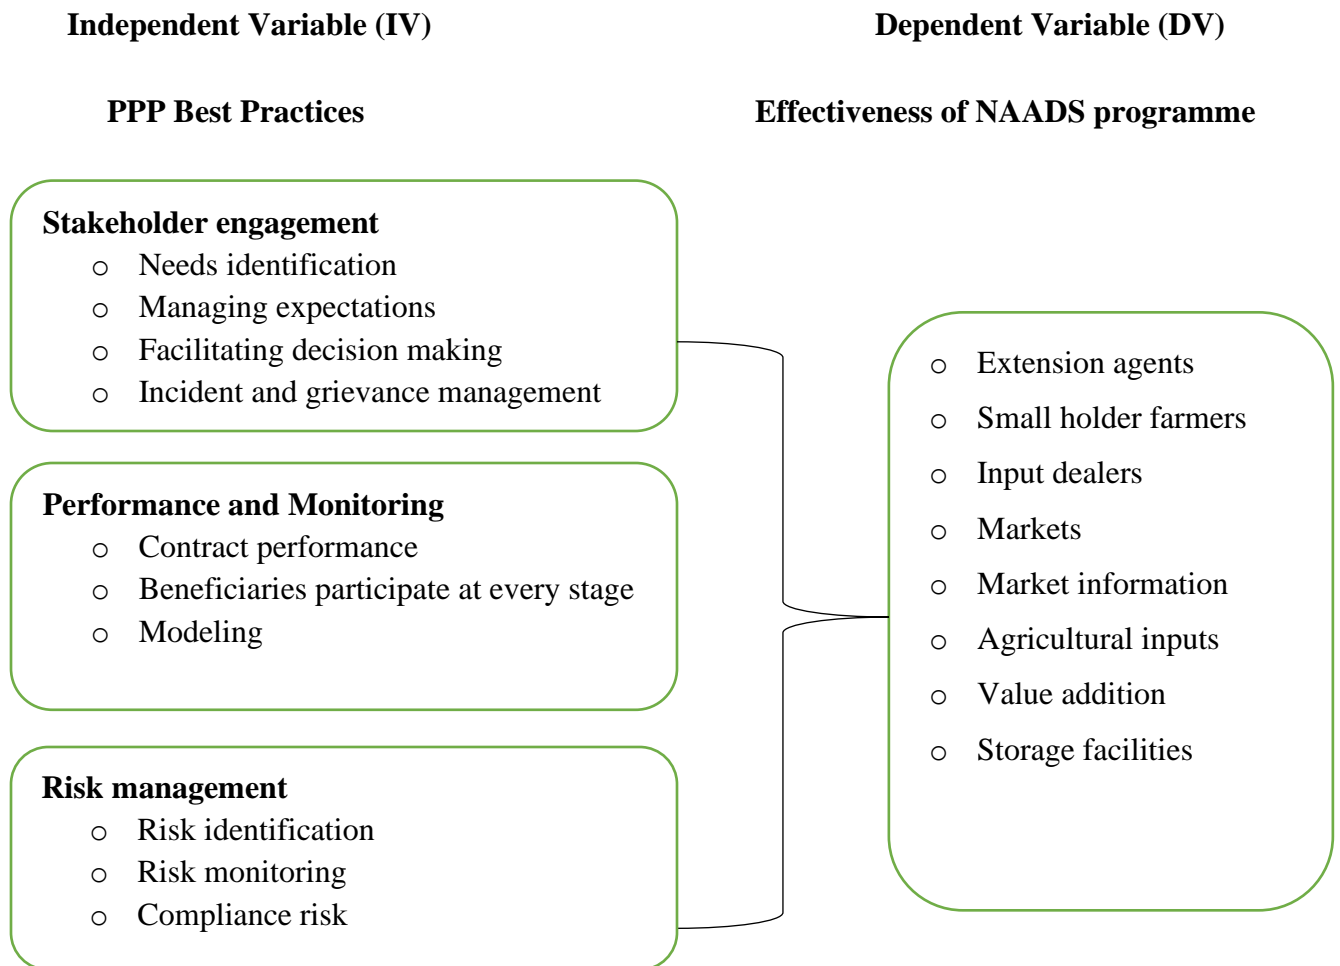 Independent Variable (IV)
Dependent Variable (DV)
PPP Best Practices
Effectiveness of NAADS programme
Stakeholder engagement
o Needs identification
o Managing expectations
o Facilitating decision making
o Incident and grievance management
Performance and Monitoring
o Contract performance
o Beneficiaries participate at every stage
o Modeling
Risk management
o Risk identification
o Risk monitoring
o Compliance risk
o Extension agents
o Small holder farmers
o Input dealers
o Markets
o Market information
o Agricultural inputs
o Value addition
o Storage facilities